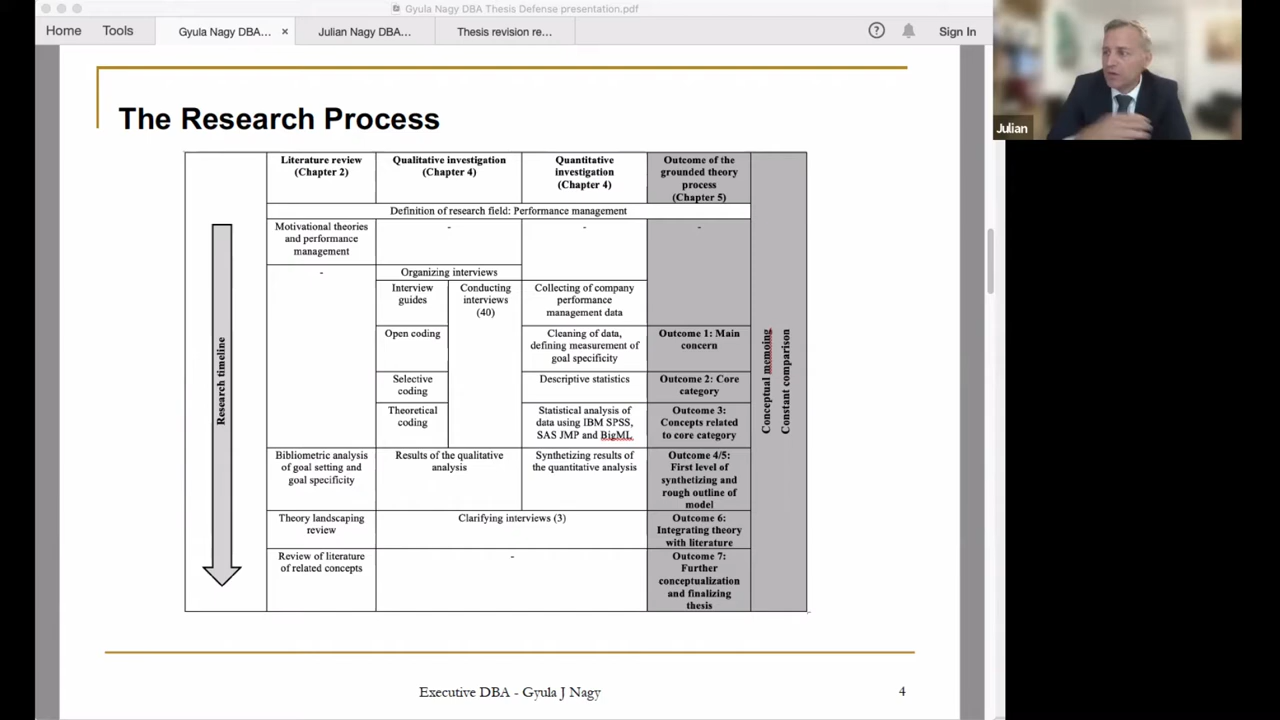 Gyula Nagy DBA Thesis Defense presentation.pdf
Home
Tools
Gyula Nagy DBA...
×
Julian Nagy DBA...
Thesis revision re...
?
Sign In
Julian
The Research Process
Literature review
(Chapter 2)
Qualitative investigation
(Chapter 4)
Quantitative
investigation
(Chapter 4)
Outcome of the
grounded theory
process
(Chapter 5)
Definition of research field: Performance management
Motivational theories
and performance
management
-
-
-
-
Organizing interviews
Interview
guides
Conducting
interviews
(40)
Collecting of company
performance
management data
Open coding
Cleaning of data,
defining measurement of
goal specificity
Outcome 1: Main
concern
Selective
coding
Descriptive statistics
Outcome 2: Core
category
Theoretical
coding
Statistical analysis of
data using IBM SPSS,
SAS JMP and BigML
Outcome 3:
Concepts related
to core category
Bibliometric analysis
of goal setting and
goal specificity
Results of the qualitative
analysis
Synthetizing results of
the quantitative analysis
Outcome 4/5:
First level of
synthetizing and
rough outline of
model
Theory landscaping
review
Clarifying interviews (3)
Outcome 6:
Integrating theory
with literature
Review of literature
of related concepts
-
Outcome 7:
Further
conceptualization
and finalizing
thesis
Research timeline
Conceptual memoing
Constant comparison
Executive DBA - Gyula J Nagy
4